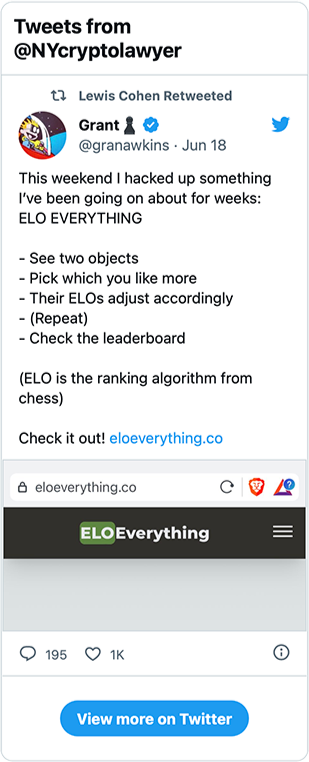 Tweets from
@NYcryptolawyer
Lewis Cohen Retweeted
Grant♟️
@granawkins · Jun 18
This weekend I hacked up something
I've been going on about for weeks:
ELO EVERYTHING
- See two objects
- Pick which you like more
- Their ELOs adjust accordingly
- (Repeat)
- Check the leaderboard
(ELO is the ranking algorithm from
chess)
Check it out! eloeverything.co
eloeverything.co
ELOEverything
195 1K
View more on Twitter